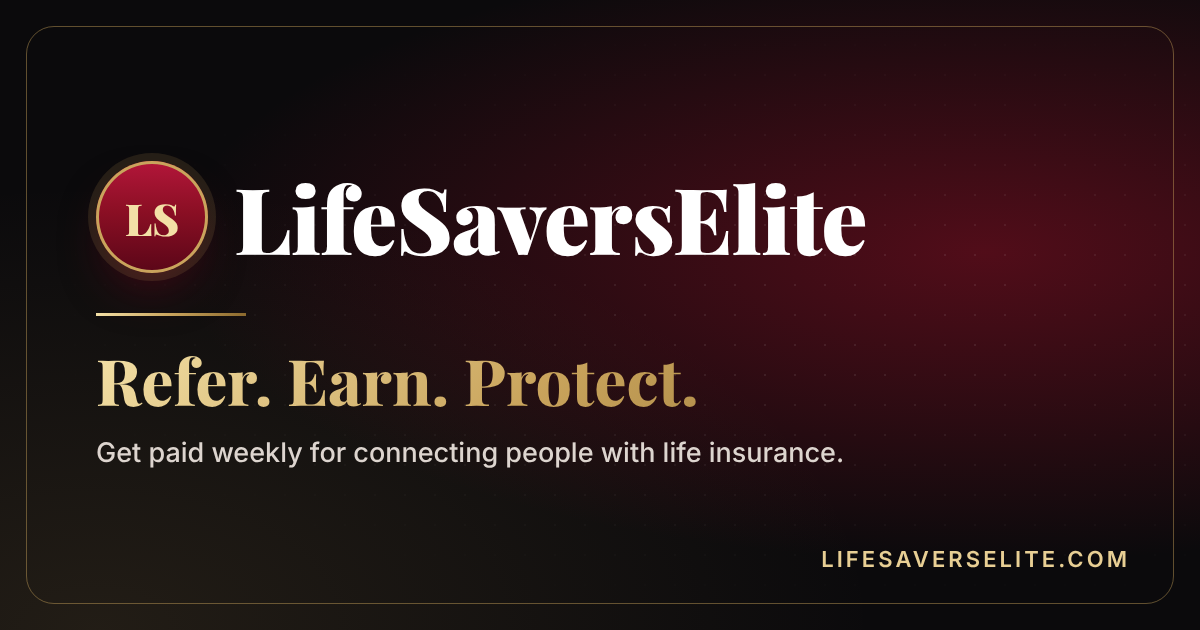 LS
LifeSaversElite
Refer. Earn. Protect.
Get paid weekly for connecting people with life insurance.
LIFESAVERSELITE.COM